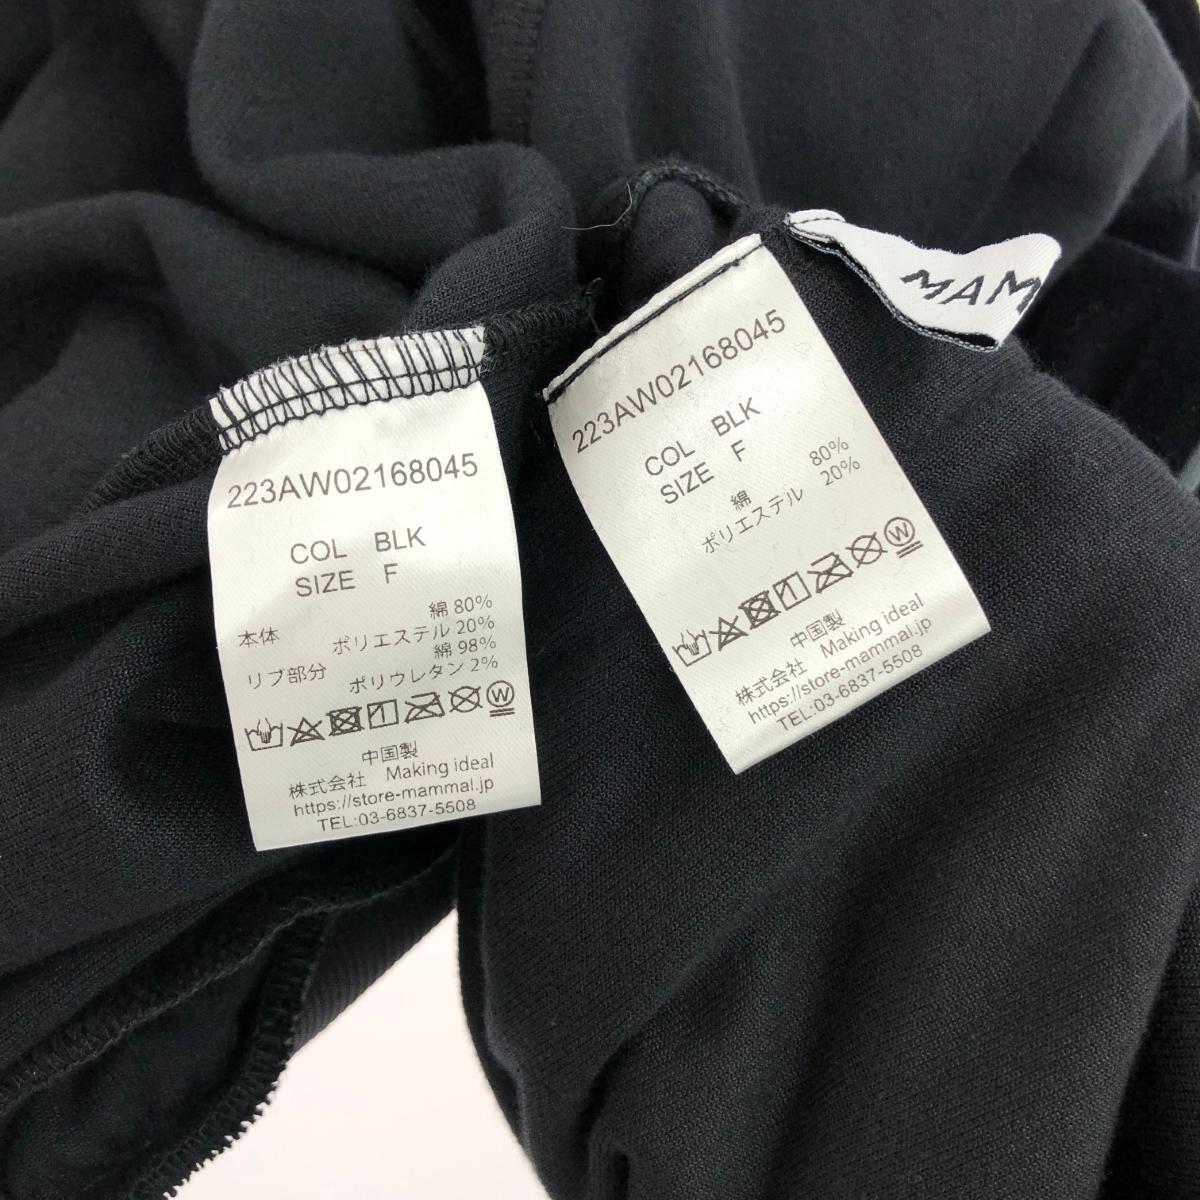 223AW02168045
COL BLK
SIZE F
綿 80%
本体 ポリエステル 20%
綿 98%
リブ部分 ポリウレタン 2%
中国製
株式会社 Making ideal
https://store-mammal.jp
TEL:03-6837-5508
223AW02168045
COL BLK
SIZE F
綿 80%
ポリエステル 20%
中国製
株式会社 Making ideal
https://store-mammal.jp
TEL:03-6837-5508
MAM